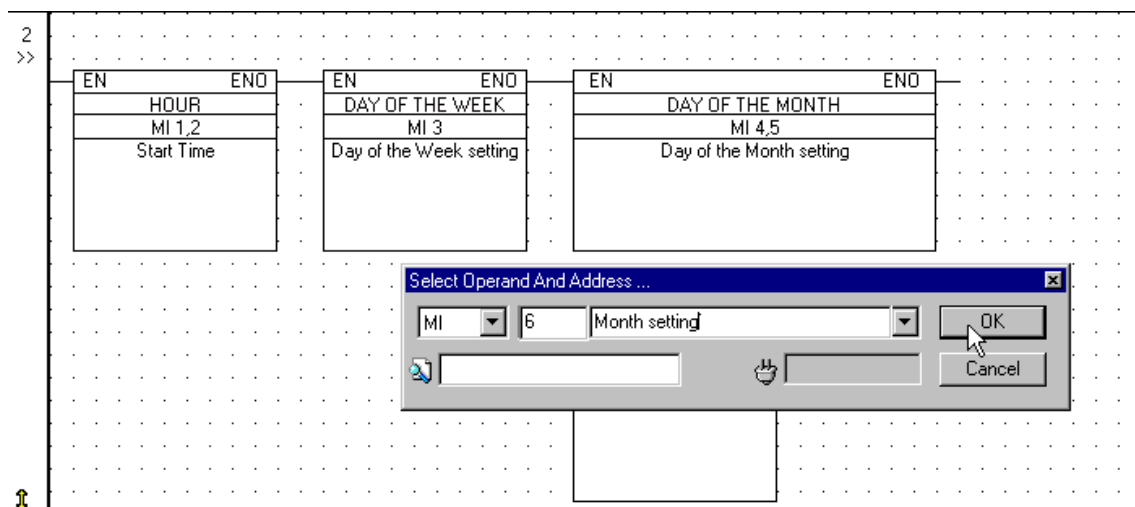 2
>>
EN ENO EN ENO EN ENO
HOUR DAY OF THE WEEK DAY OF THE MONTH
MI 1,2 MI 3 MI 4,5
Start Time Day of the Week setting Day of the Month setting
Select Operand And Address ...
MI 6 Month setting OK
Cancel